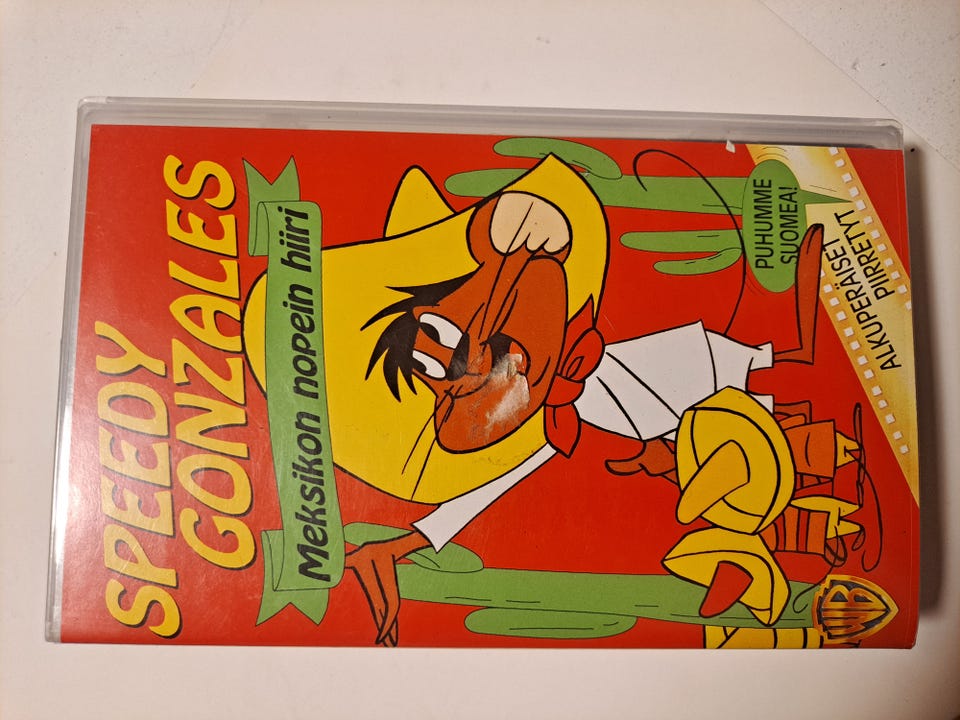 SPEEDY
GONZALES
Meksikon nopein hiiri
PUHUMME
SUOMEA!
ALKUPERÄISET
PIIRRETYT
WB